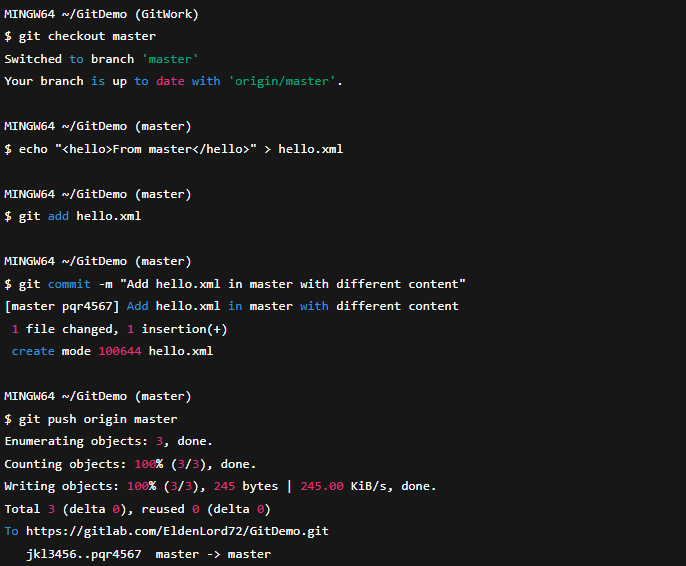 MINGW64 ~/GitDemo (GitWork)
$ git checkout master
Switched to branch 'master'
Your branch is up to date with 'origin/master'.
MINGW64 ~/GitDemo (master)
$ echo "<hello>From master</hello>" > hello.xml
MINGW64 ~/GitDemo (master)
$ git add hello.xml
MINGW64 ~/GitDemo (master)
$ git commit -m "Add hello.xml in master with different content"
[master pqr4567] Add hello.xml in master with different content
1 file changed, 1 insertion(+)
create mode 100644 hello.xml
MINGW64 ~/GitDemo (master)
$ git push origin master
Enumerating objects: 3, done.
Counting objects: 100% (3/3), done.
Writing objects: 100% (3/3), 245 bytes | 245.00 KiB/s, done.
Total 3 (delta 0), reused 0 (delta 0)
To https://gitlab.com/EldenLord72/GitDemo.git
jkl3456..pqr4567  master -> master